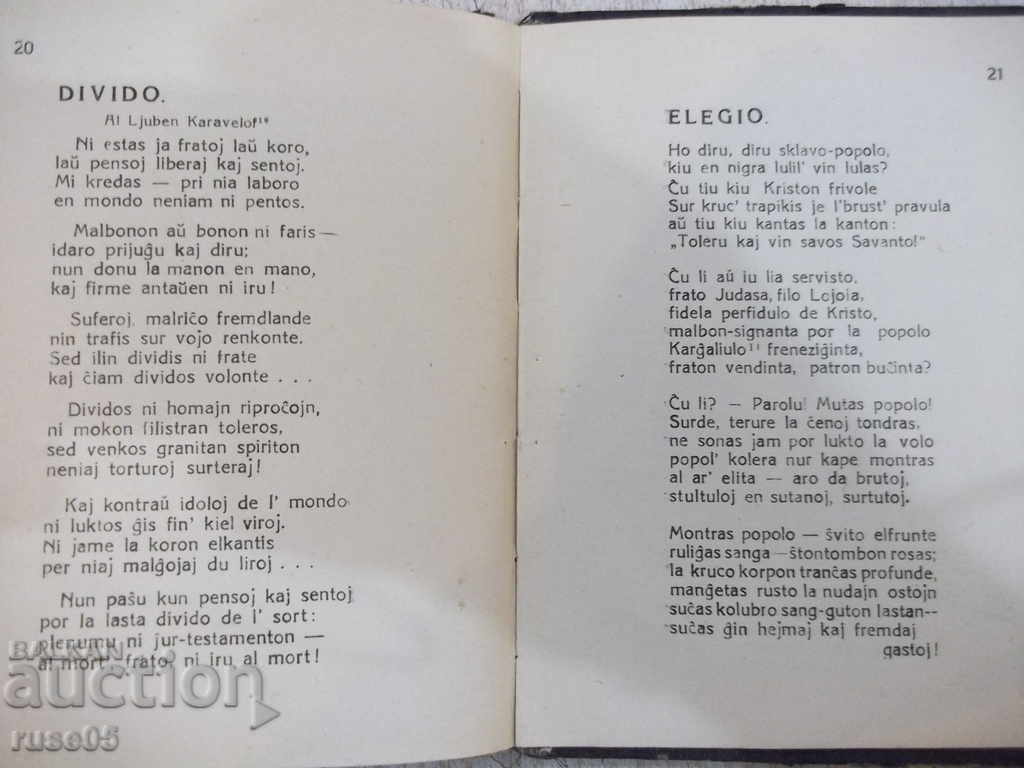 20
DIVIDO.
Al Ljuben Karavelof¹⁰
Ni estas ja fratoj laŭ koro,
laŭ pensoj liberaj kaj sentoj.
Mi kredas — pri nia laboro
en mondo neniam ni pentos.
Malbonon aŭ bonon ni faris—
idaro prijuĝu kaj diru;
nun donu la manon en mano,
kaj firme antaŭen ni iru!
Suferoj, malriĉo fremdlande
nin trafis sur vojo renkonte.
Sed ilin dividis ni frate
kaj ĉiam dividos volonte . . .
Dividos ni homajn riproĉojn,
ni mokon filistran toleros,
sed venkos granitan spiriton
neniaj torturoj surteraj!
Kaj kontraŭ idoloj de l' mondo
ni luktos ĝis fin' kiel viroj.
Ni jame la koron elkantis
per niaj malĝojaj du liroj . . .
Nun paŝu kun pensoj kaj sentoj
por la lasta divido de l' sort:
plenumu ni jur-testamenton —
al mort', frato, ni iru al mort!
21
ELEGIO.
Ho diru, diru sklavo-popolo,
kiu en nigra lulil' vin lulas?
Ĉu tiu kiu Kriston frivole
Sur kruc' trapikis je l'brust' pravula
aŭ tiu kiu kantas la kanton:
„Toleru kaj vin savos Savanto!"
Ĉu li aŭ iu lia servisto,
frato Judasa, filo Lojola,
fidela perfidulo de Kristo,
malbon-signanta por la popolo
Karĝaliulo¹¹ freneziĝinta,
fraton vendinta, patron buĉinta?
Ĉu li? — Parolu! Mutas popolo!
Surde, terure la ĉenoj tondras,
ne sonas jam por lukto la volo
popol' kolera nur kape montras
al ar' elita — aro da brutoj,
stultuloj en sutanoj, surtutoj.
Montras popolo — ŝvito elfrunte
ruliĝas sanga —ŝtontombon rosas;
la kruco korpon tranĉas profunde,
manĝetas rusto la nudajn ostojn
suĉas kolubro sang-guton lastan--
suĉas ĝin hejmaj kaj fremdaj
gastoj!
BALKAN
auction
ruse05